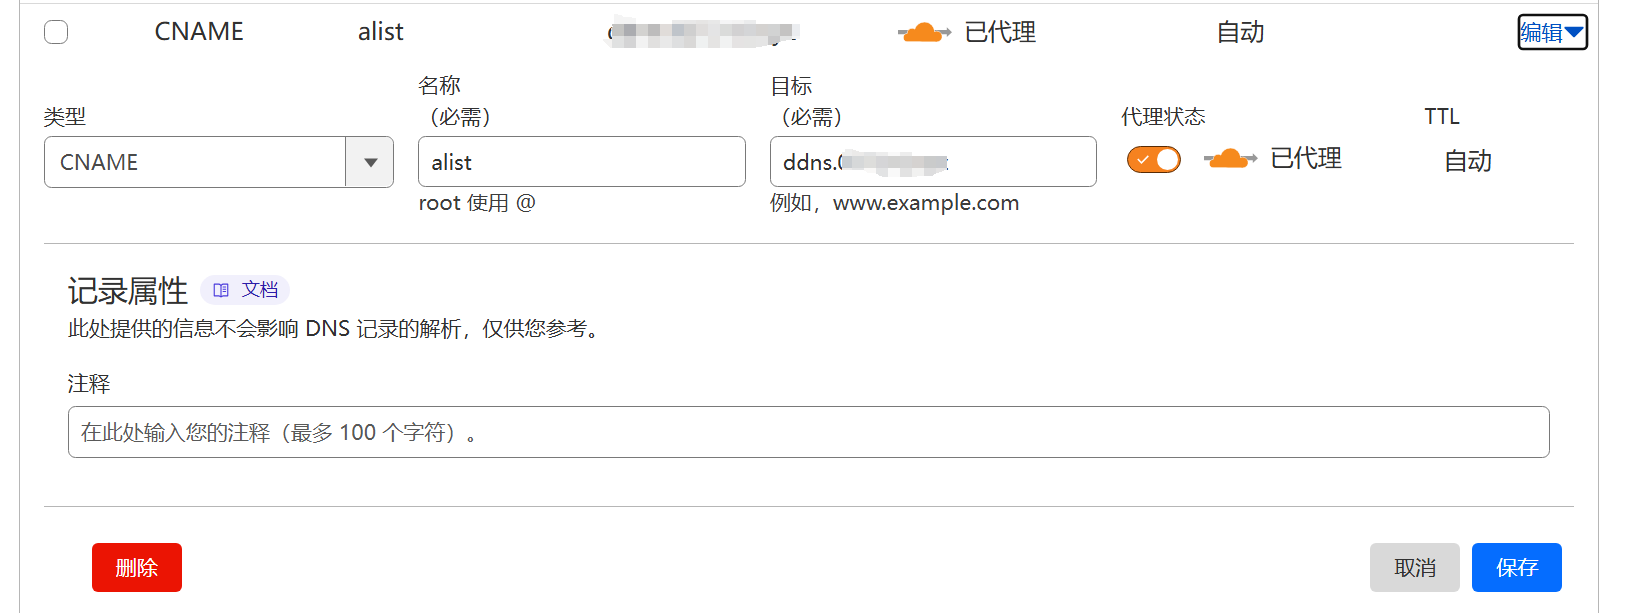 CNAME alist 已代理 自动 编辑
类型 名称（必需） 目标（必需） 代理状态 TTL
CNAME alist ddns. 已代理 自动
root 使用 @ 例如，www.example.com
记录属性 文档
此处提供的信息不会影响 DNS 记录的解析，仅供您参考。
注释
在此处输入您的注释（最多 100 个字符）。
删除 取消 保存